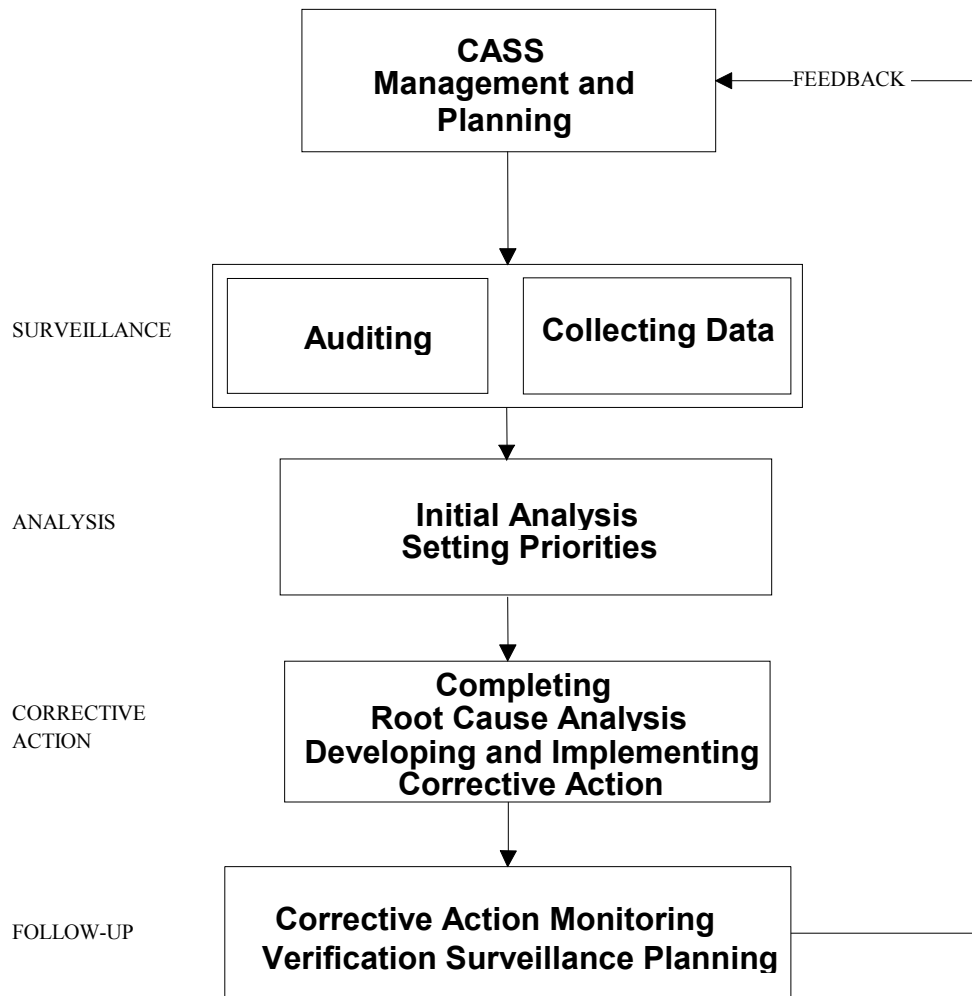 CASS
Management and
Planning
FEEDBACK
SURVEILLANCE
Auditing
Collecting Data
ANALYSIS
Initial Analysis
Setting Priorities
CORRECTIVE
ACTION
Completing
Root Cause Analysis
Developing and Implementing
Corrective Action
FOLLOW-UP
Corrective Action Monitoring
Verification Surveillance Planning